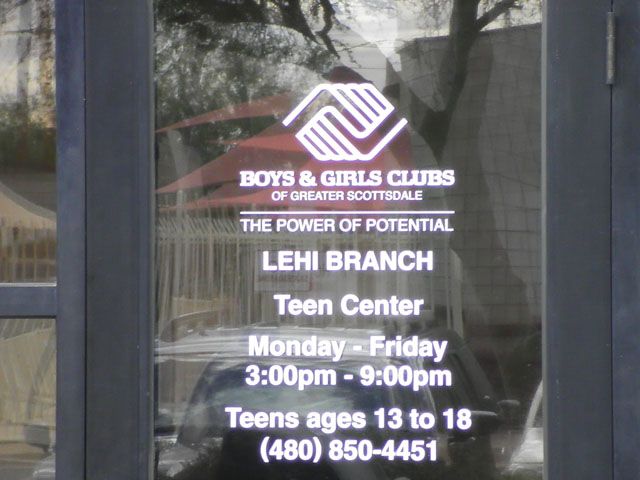 BOYS & GIRLS CLUBS
OF GREATER SCOTTSDALE
THE POWER OF POTENTIAL
LEHI BRANCH
Teen Center
Monday - Friday
3:00pm - 9:00pm
Teens ages 13 to 18
(480) 850-4451